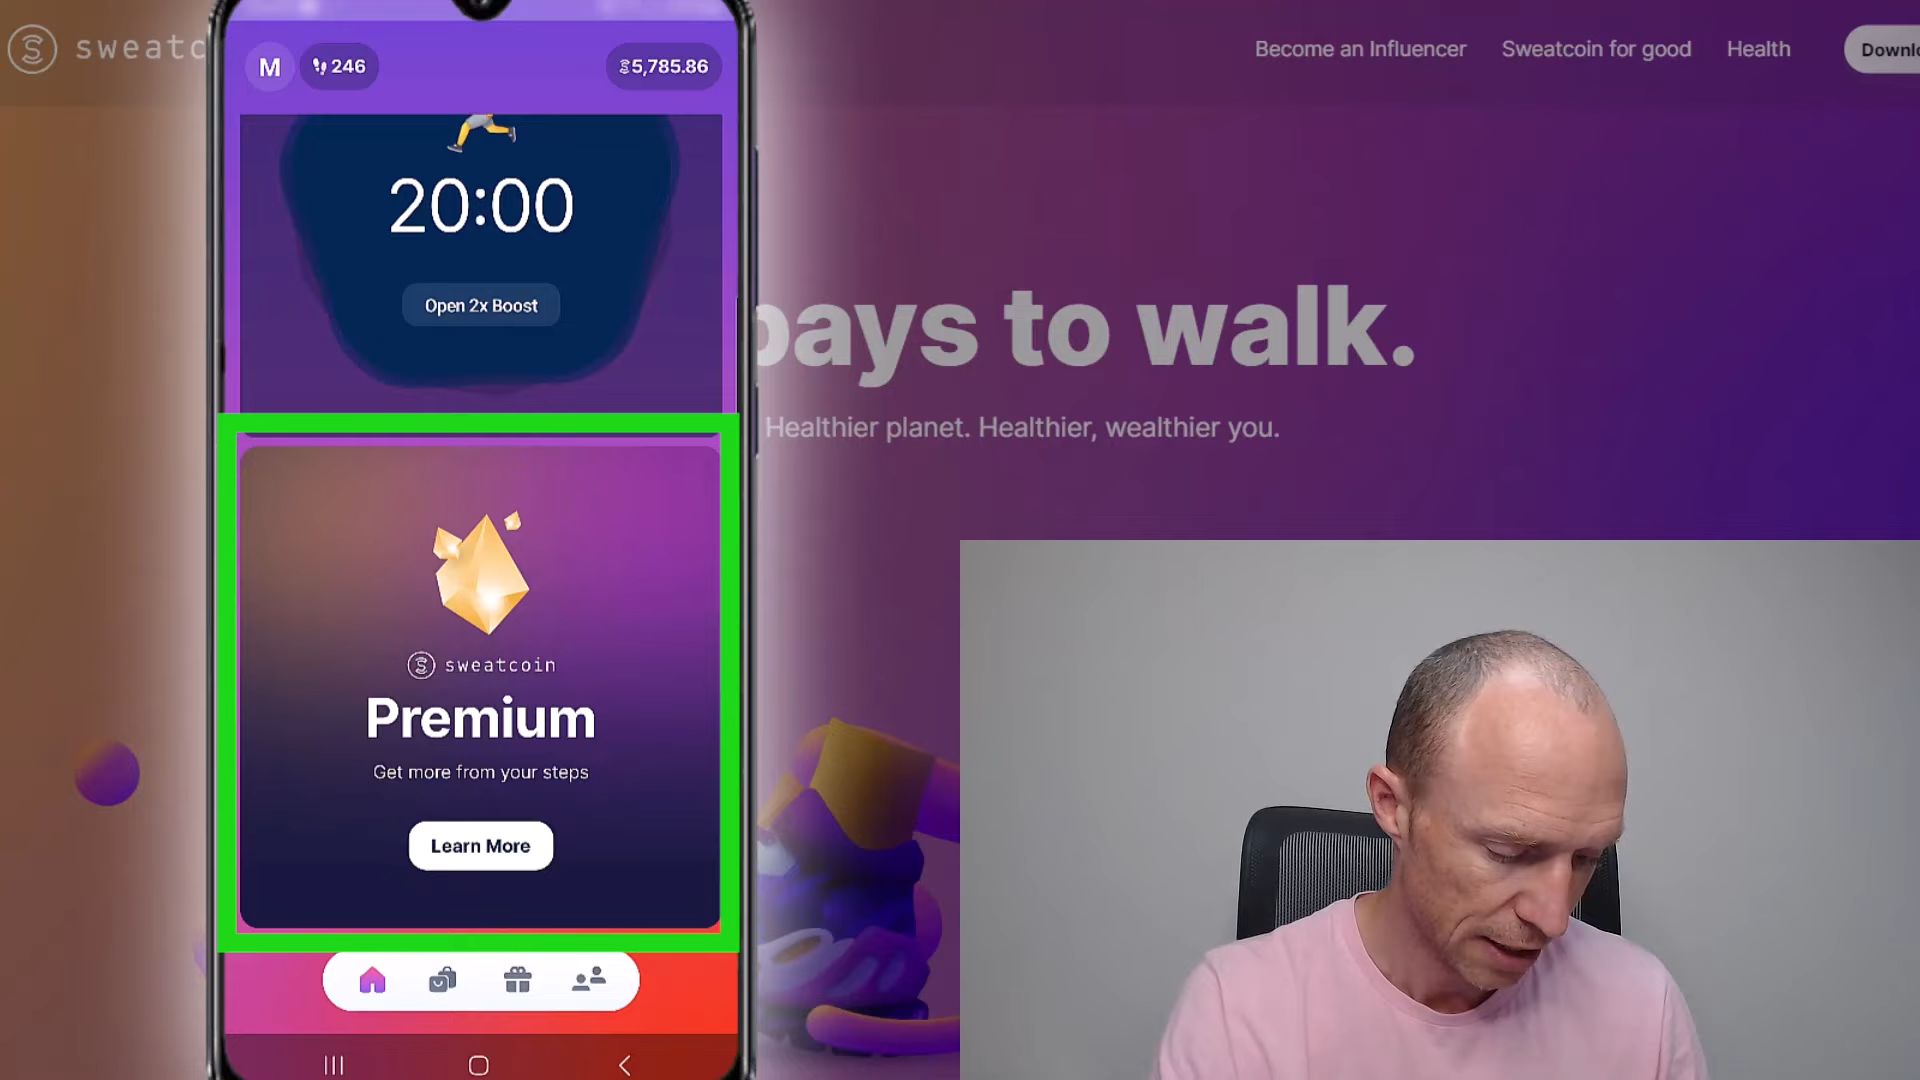 sweatc
Become an Influencer
Sweatcoin for good
Health
Downlo
M
246
5,785.86
20:00
Open 2x Boost
pays to walk.
Healthier planet. Healthier, wealthier you.
sweatcoin
Premium
Get more from your steps
Learn More